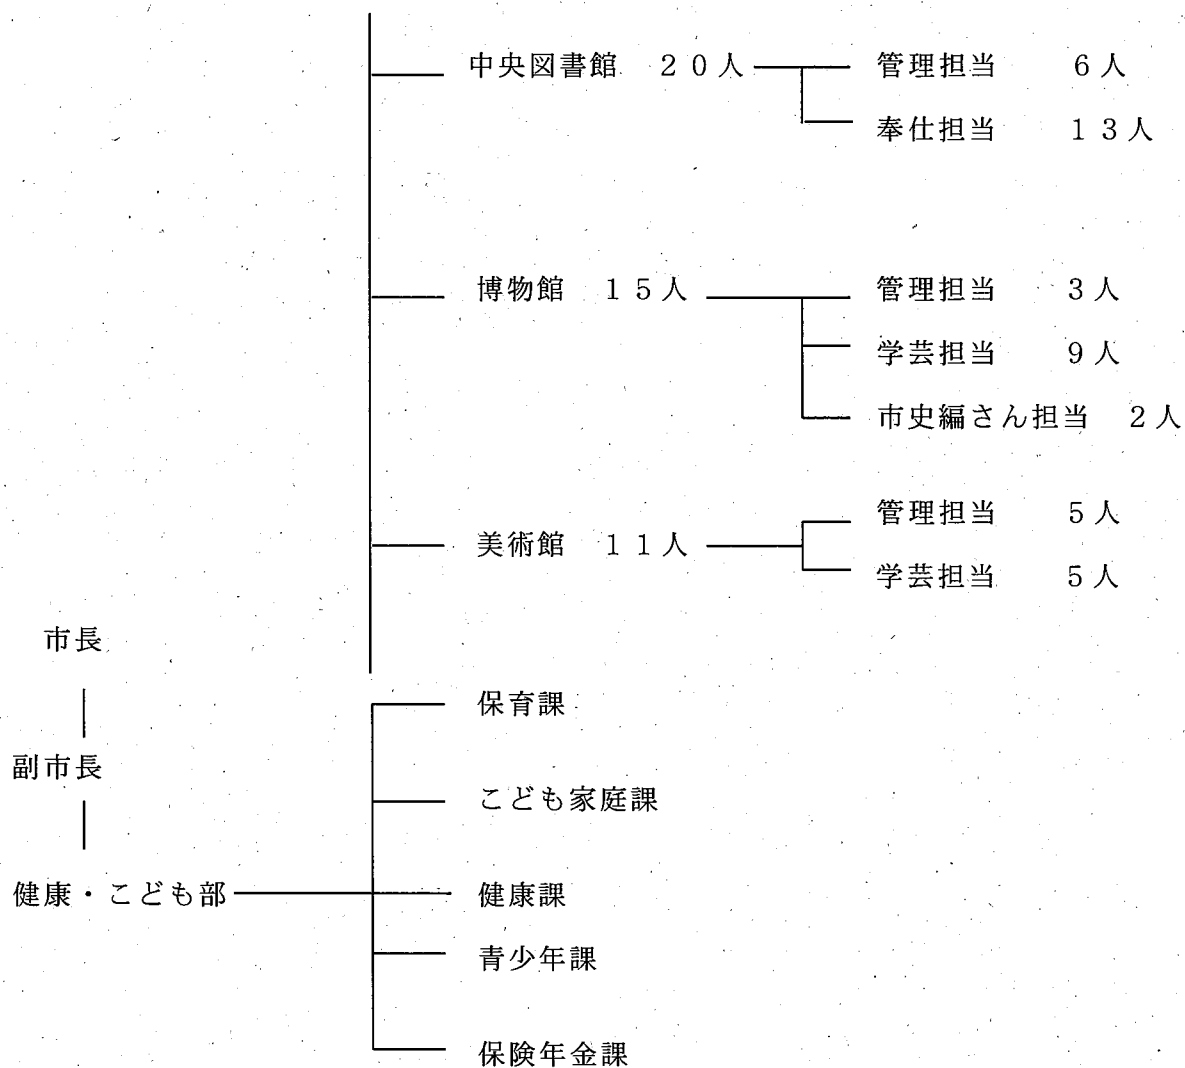 中央図書館　２０人　管理担当　６人
奉仕担当　１３人
博物館　１５人　管理担当　３人
学芸担当　９人
市史編さん担当　２人
管理担当　５人
美術館　１１人
学芸担当　５人
市長
保育課
副市長
こども家庭課
健康・こども部　健康課
青少年課
保険年金課